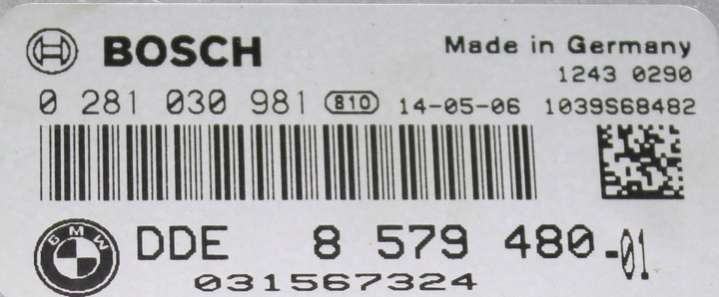 BOSCH Made in Germany
1243 0290
0 281 030 981 810 14-05-06 1039S68482
BMW DDE 8 579 480-01
031567324